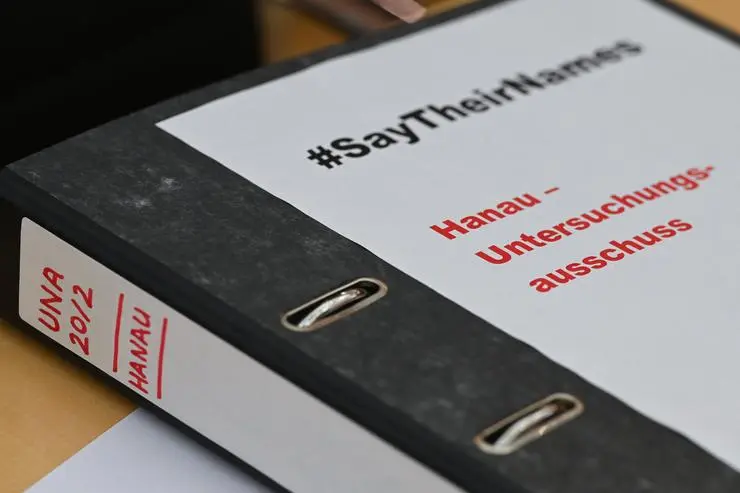 #SayTheirNames
Hanau –
Untersuchungs-
ausschuss
UNA
20/2
HANAU